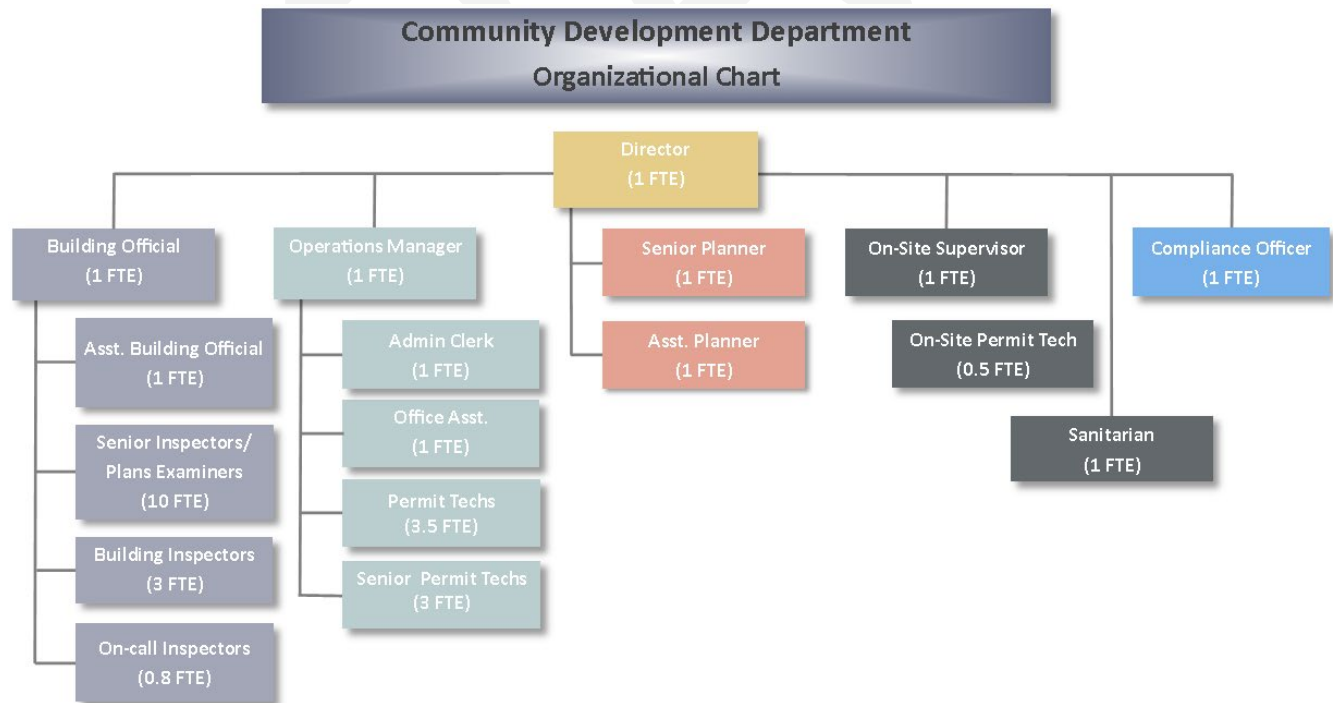 Community Development Department
Organizational Chart
Director
(1 FTE)
Building Official
(1 FTE)
Asst. Building Official
(1 FTE)
Senior Inspectors/
Plans Examiners
(10 FTE)
Building Inspectors
(3 FTE)
On-call Inspectors
(0.8 FTE)
Operations Manager
(1 FTE)
Admin Clerk
(1 FTE)
Office Asst.
(1 FTE)
Permit Techs
(3.5 FTE)
Senior Permit Techs
(3 FTE)
Senior Planner
(1 FTE)
Asst. Planner
(1 FTE)
On-Site Supervisor
(1 FTE)
On-Site Permit Tech
(0.5 FTE)
Sanitarian
(1 FTE)
Compliance Officer
(1 FTE)